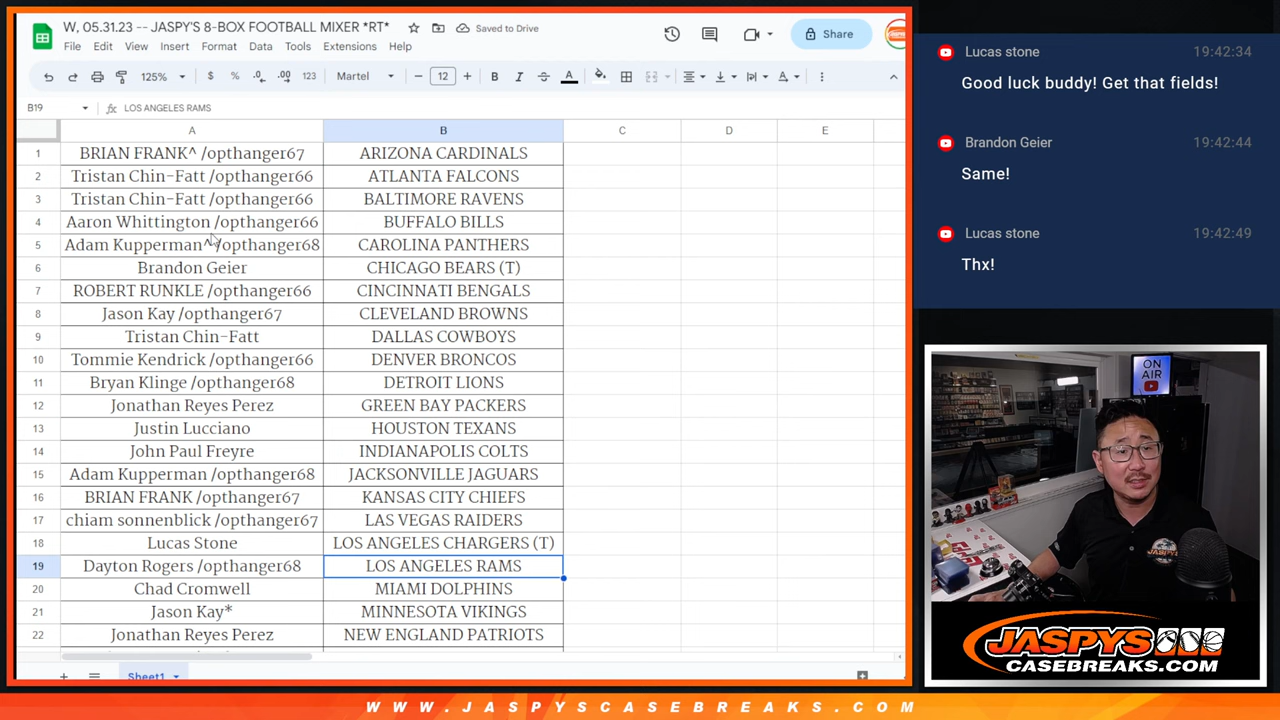 W, 05.31.23 -- JASPY'S 8-BOX FOOTBALL MIXER *RT*
Saved to Drive
File Edit View Insert Format Data Tools Extensions Help
Share
125% $ % .0 .00 123 Martel 12 B I A
B19 fx LOS ANGELES RAMS
A B C D E
1 BRIAN FRANK^ /opthanger67 ARIZONA CARDINALS
2 Tristan Chin-Fatt /opthanger66 ATLANTA FALCONS
3 Tristan Chin-Fatt /opthanger66 BALTIMORE RAVENS
4 Aaron Whittington /opthanger66 BUFFALO BILLS
5 Adam Kupperman^ /opthanger68 CAROLINA PANTHERS
6 Brandon Geier CHICAGO BEARS (T)
7 ROBERT RUNKLE /opthanger66 CINCINNATI BENGALS
8 Jason Kay /opthanger67 CLEVELAND BROWNS
9 Tristan Chin-Fatt DALLAS COWBOYS
10 Tommie Kendrick /opthanger66 DENVER BRONCOS
11 Bryan Klinge /opthanger68 DETROIT LIONS
12 Jonathan Reyes Perez GREEN BAY PACKERS
13 Justin Lucciano HOUSTON TEXANS
14 John Paul Freyre INDIANAPOLIS COLTS
15 Adam Kupperman /opthanger68 JACKSONVILLE JAGUARS
16 BRIAN FRANK /opthanger67 KANSAS CITY CHIEFS
17 chiam sonnenblick /opthanger67 LAS VEGAS RAIDERS
18 Lucas Stone LOS ANGELES CHARGERS (T)
19 Dayton Rogers /opthanger68 LOS ANGELES RAMS
20 Chad Cromwell MIAMI DOLPHINS
21 Jason Kay* MINNESOTA VIKINGS
22 Jonathan Reyes Perez NEW ENGLAND PATRIOTS
Sheet1
Lucas stone 19:42:34
Good luck buddy! Get that fields!
Brandon Geier 19:42:44
Same!
Lucas stone 19:42:49
Thx!
ON
AIR
JASPYS
JASPYS
CASEBREAKS.COM
WWW.JASPYSCASEBREAKS.COM